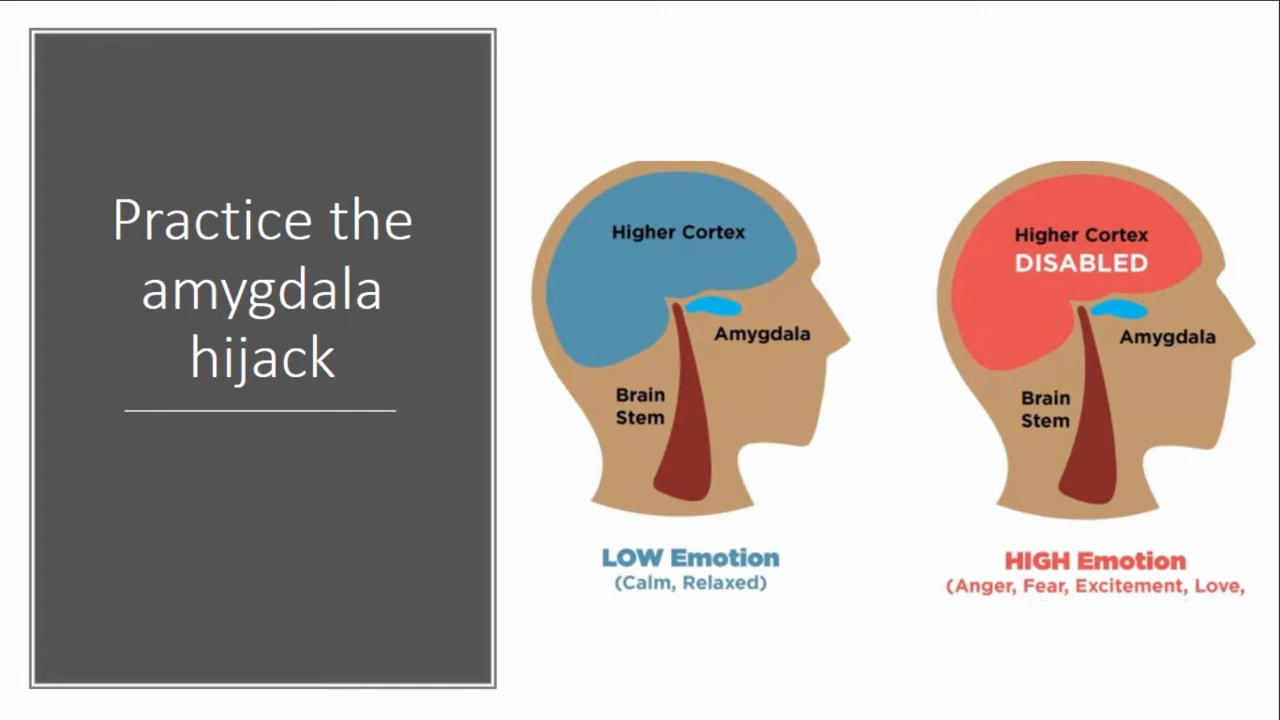 Practice the
amygdala
hijack
Higher Cortex
Amygdala
Brain
Stem
LOW Emotion
(Calm, Relaxed)
Higher Cortex
DISABLED
Amygdala
Brain
Stem
HIGH Emotion
(Anger, Fear, Excitement, Love,